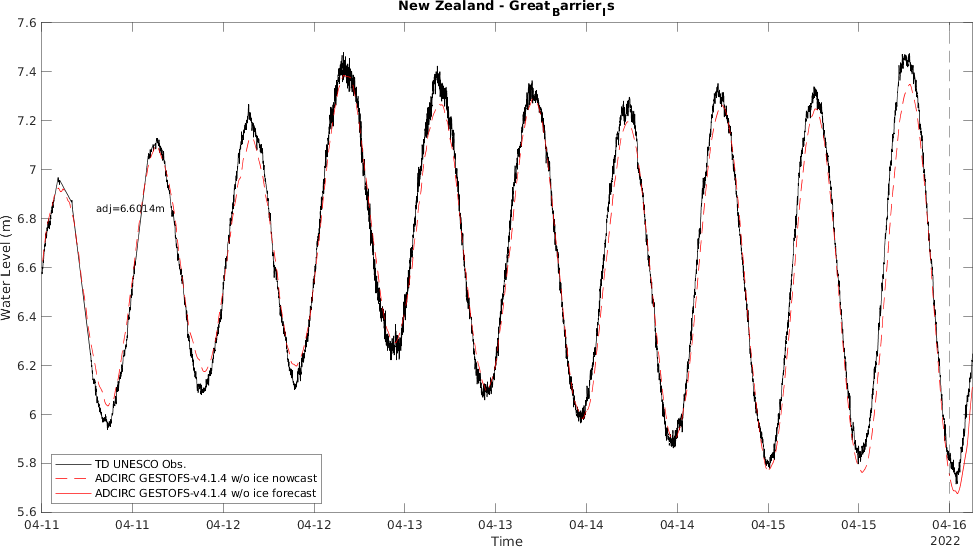 New Zealand - Great_Barrier_Is
7.6
7.4
7.2
7
6.8
6.6
6.4
6.2
6
5.8
5.6
Water Level (m)
adj=6.6014m
TD UNESCO Obs.
ADCIRC GESTOFS-v4.1.4 w/o ice nowcast
ADCIRC GESTOFS-v4.1.4 w/o ice forecast
04-11 04-11 04-12 04-12 04-13 04-13 04-14 04-14 04-15 04-15 04-16
Time
2022